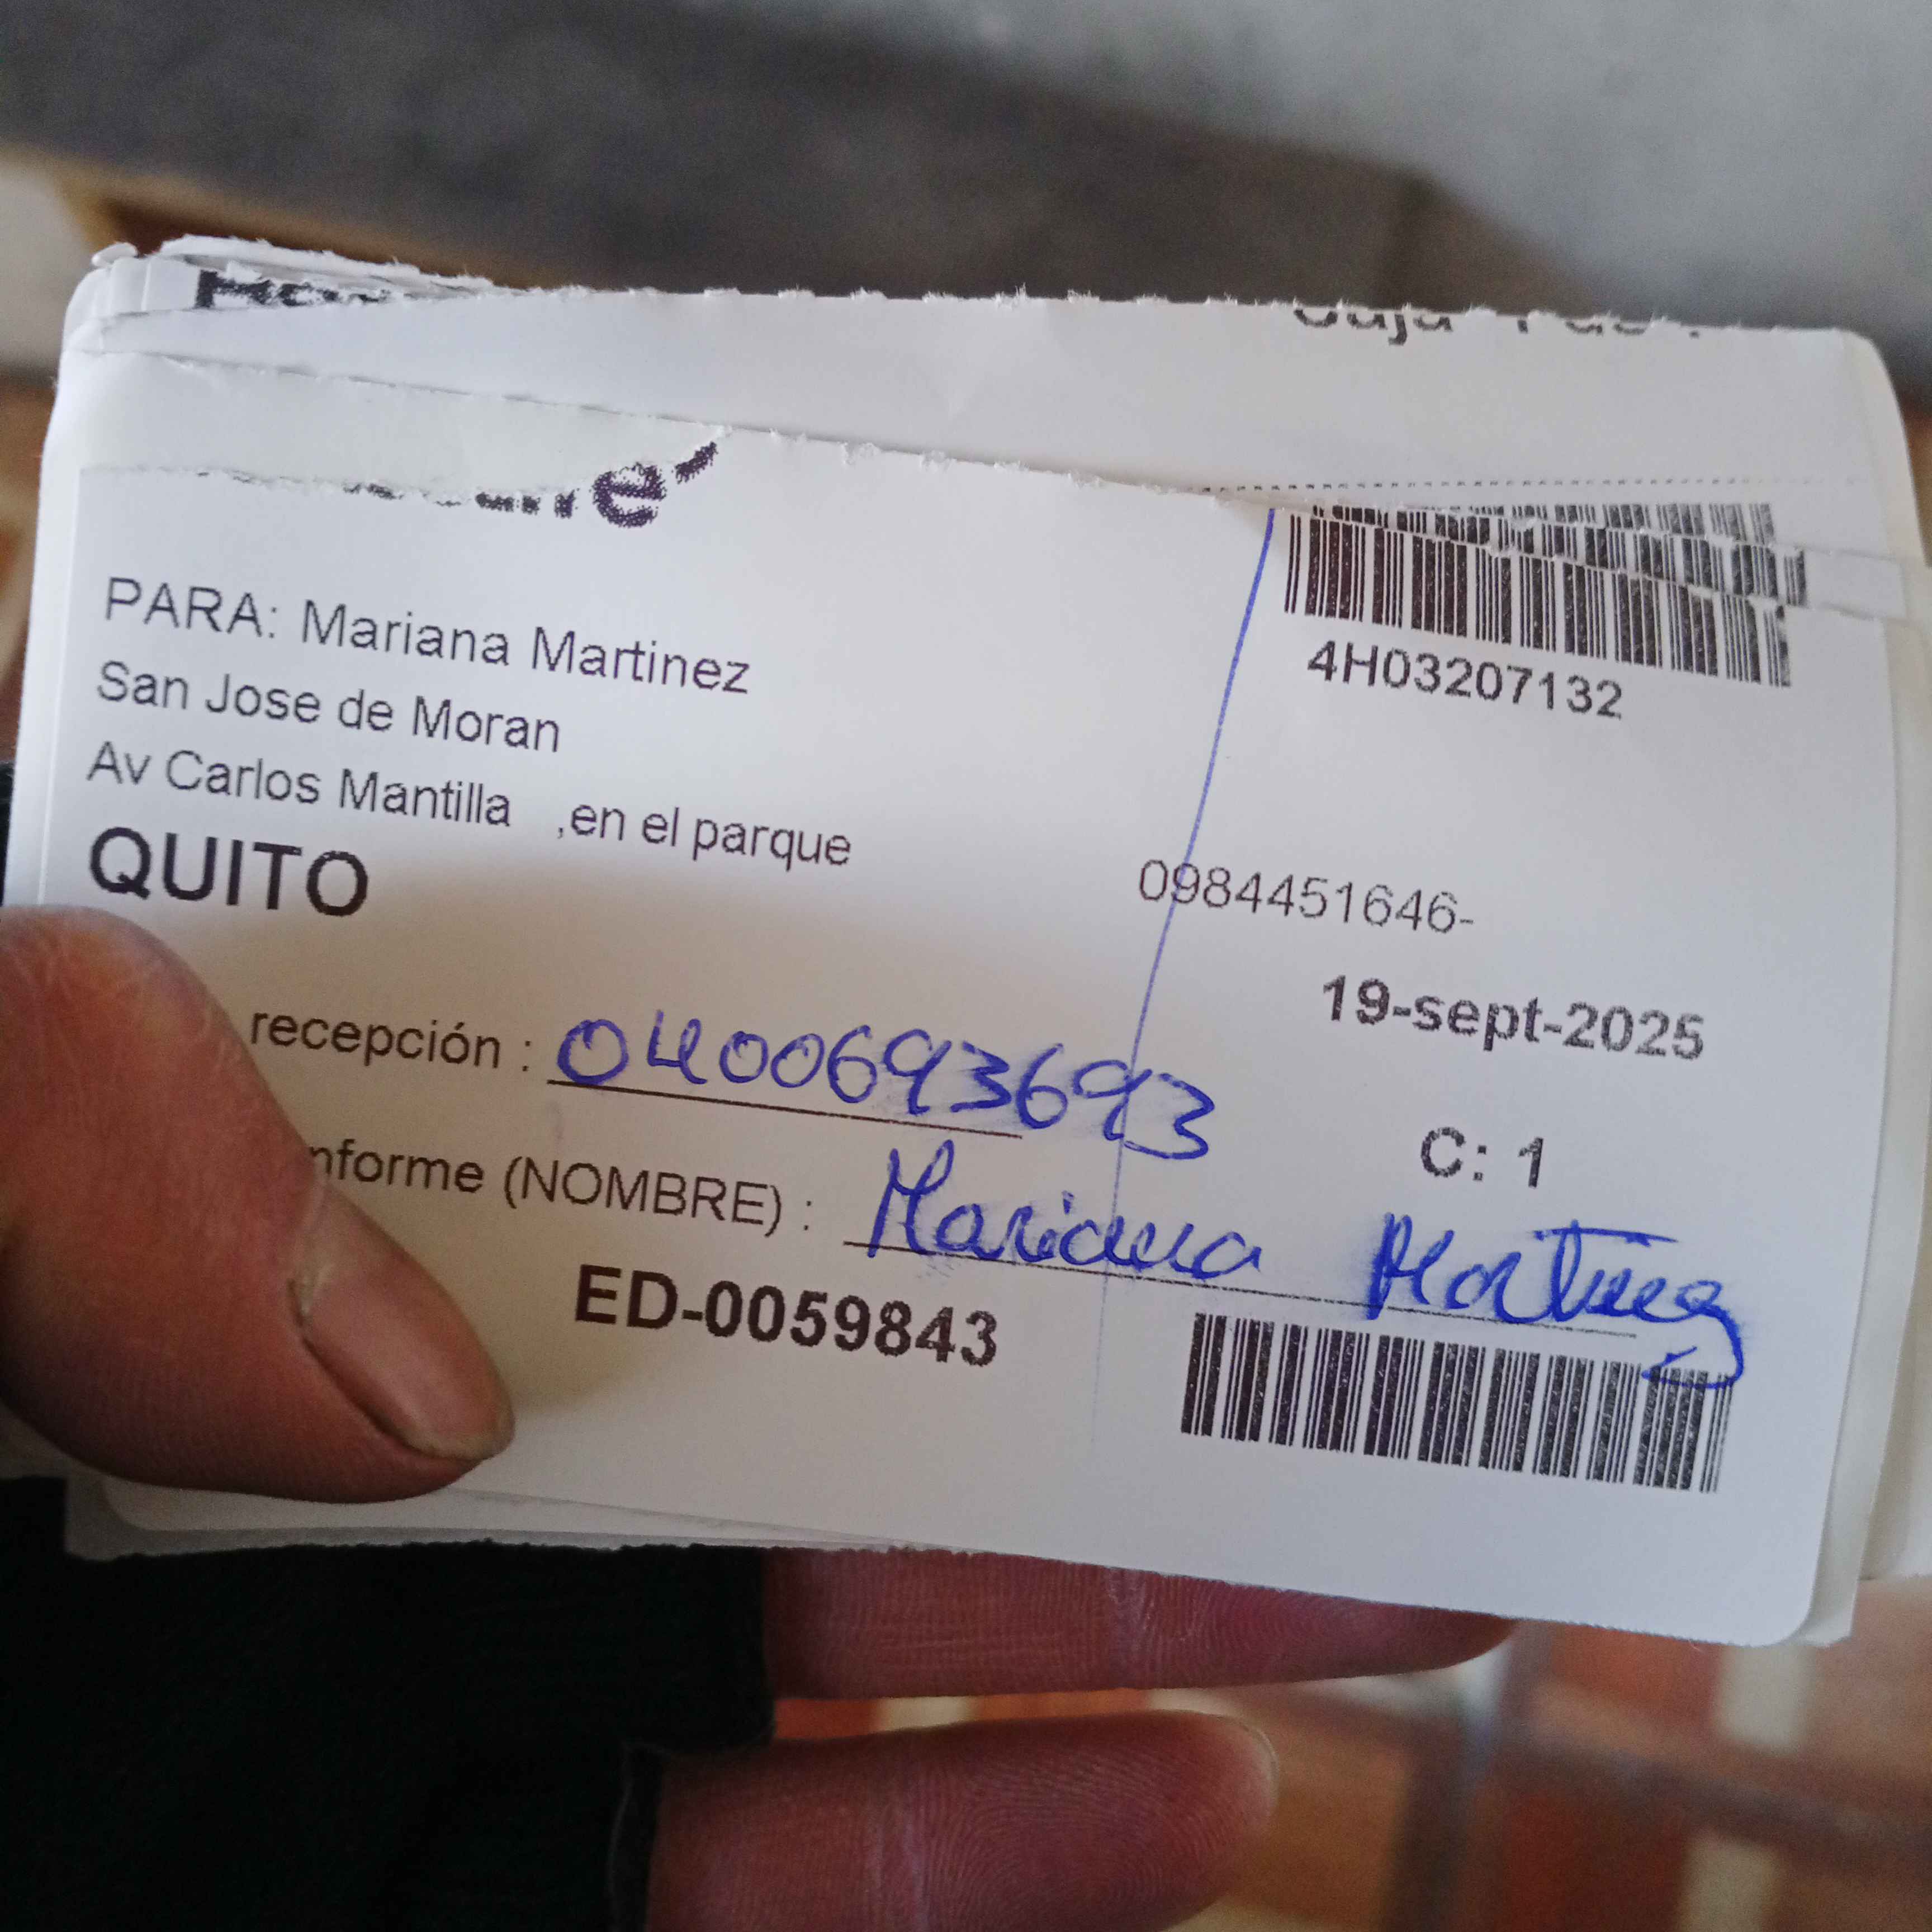 PARA: Mariana Martinez
4H03207132
San Jose de Moran
Av Carlos Mantilla ,en el parque
QUITO
0984451646-
19-sept-2025
recepción : 0400693693
C: 1
nforme (NOMBRE) : Mariana Martinez
ED-0059843